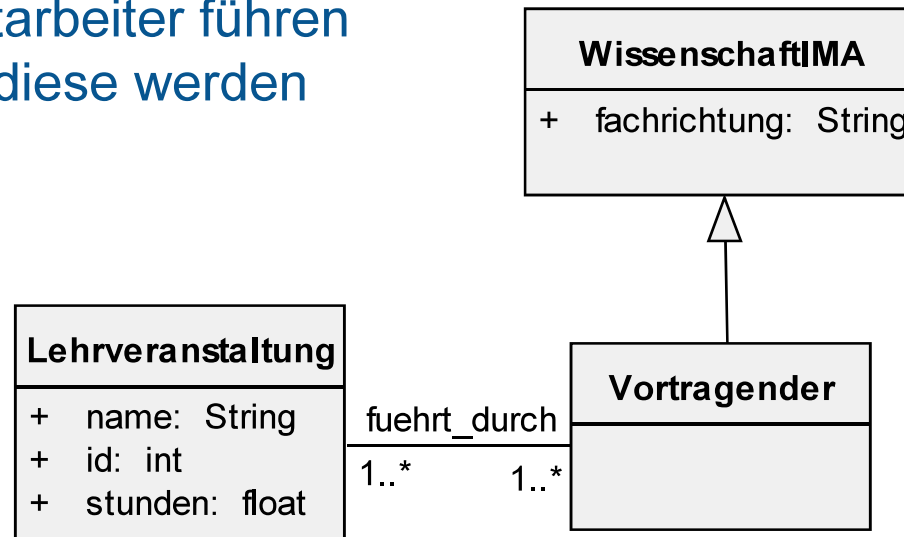 tarbeiter führen
diese werden
WissenschaftlMA
+ fachrichtung: String
Lehrveranstaltung
+ name: String
+ id: int
+ stunden: float
fuehrt_durch
1..* 1..*
Vortragender